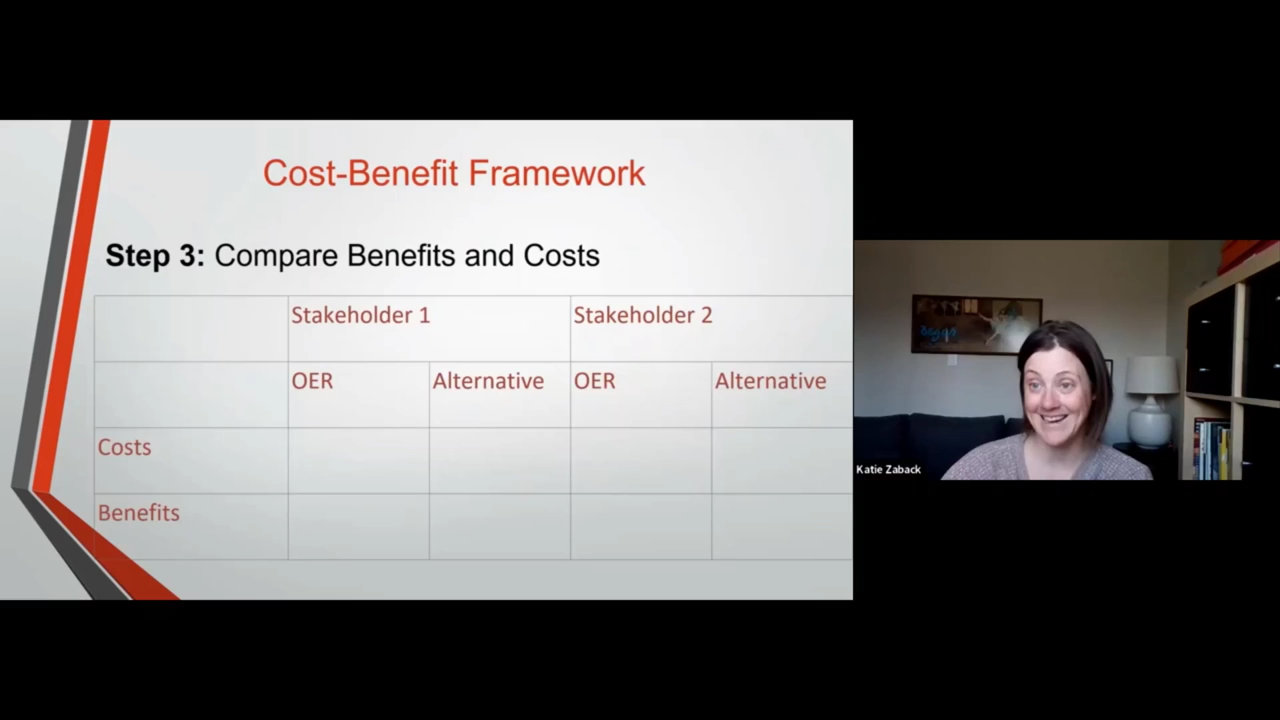 Cost-Benefit Framework
Step 3: Compare Benefits and Costs
Stakeholder 1 Stakeholder 2
OER Alternative OER Alternative
Costs
Benefits
Degas
Katie Zaback